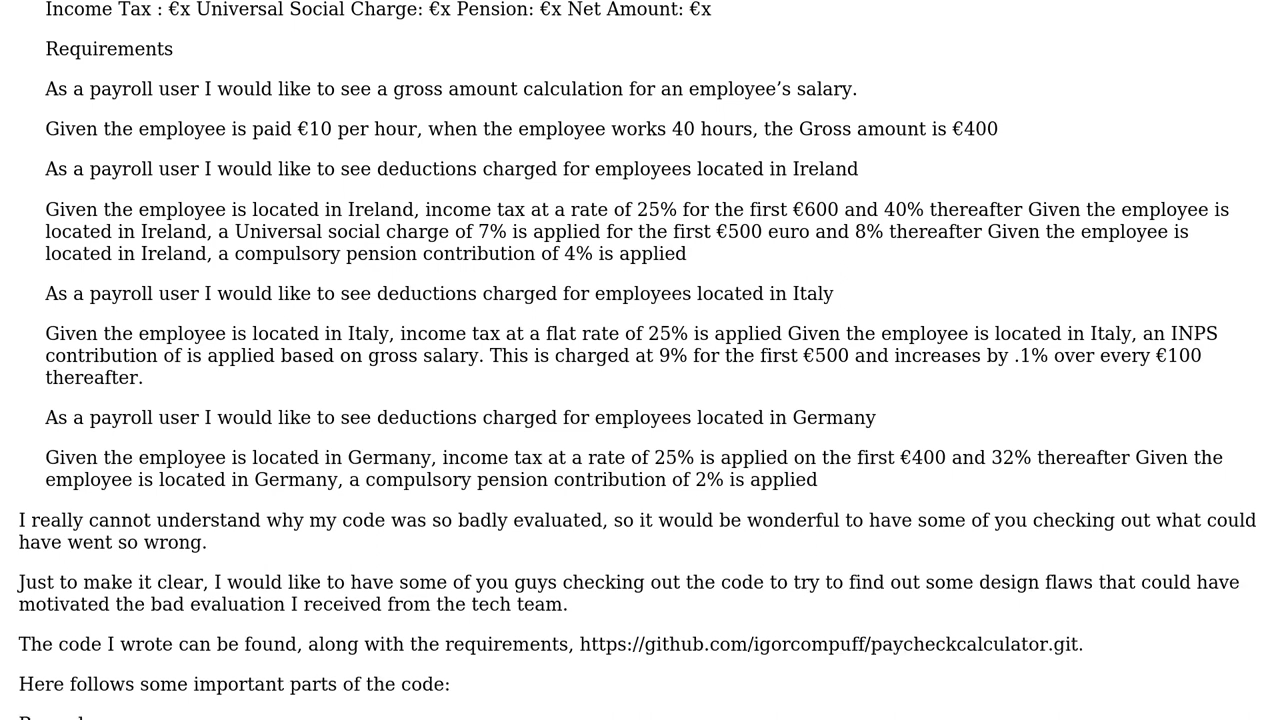 Income Tax : €x Universal Social Charge: €x Pension: €x Net Amount: €x
Requirements
As a payroll user I would like to see a gross amount calculation for an employee’s salary.
Given the employee is paid €10 per hour, when the employee works 40 hours, the Gross amount is €400
As a payroll user I would like to see deductions charged for employees located in Ireland
Given the employee is located in Ireland, income tax at a rate of 25% for the first €600 and 40% thereafter Given the employee is
located in Ireland, a Universal social charge of 7% is applied for the first €500 euro and 8% thereafter Given the employee is
located in Ireland, a compulsory pension contribution of 4% is applied
As a payroll user I would like to see deductions charged for employees located in Italy
Given the employee is located in Italy, income tax at a flat rate of 25% is applied Given the employee is located in Italy, an INPS
contribution of is applied based on gross salary. This is charged at 9% for the first €500 and increases by .1% over every €100
thereafter.
As a payroll user I would like to see deductions charged for employees located in Germany
Given the employee is located in Germany, income tax at a rate of 25% is applied on the first €400 and 32% thereafter Given the
employee is located in Germany, a compulsory pension contribution of 2% is applied
I really cannot understand why my code was so badly evaluated, so it would be wonderful to have some of you checking out what could
have went so wrong.
Just to make it clear, I would like to have some of you guys checking out the code to try to find out some design flaws that could have
motivated the bad evaluation I received from the tech team.
The code I wrote can be found, along with the requirements, https://github.com/igorcompuff/paycheckcalculator.git.
Here follows some important parts of the code: